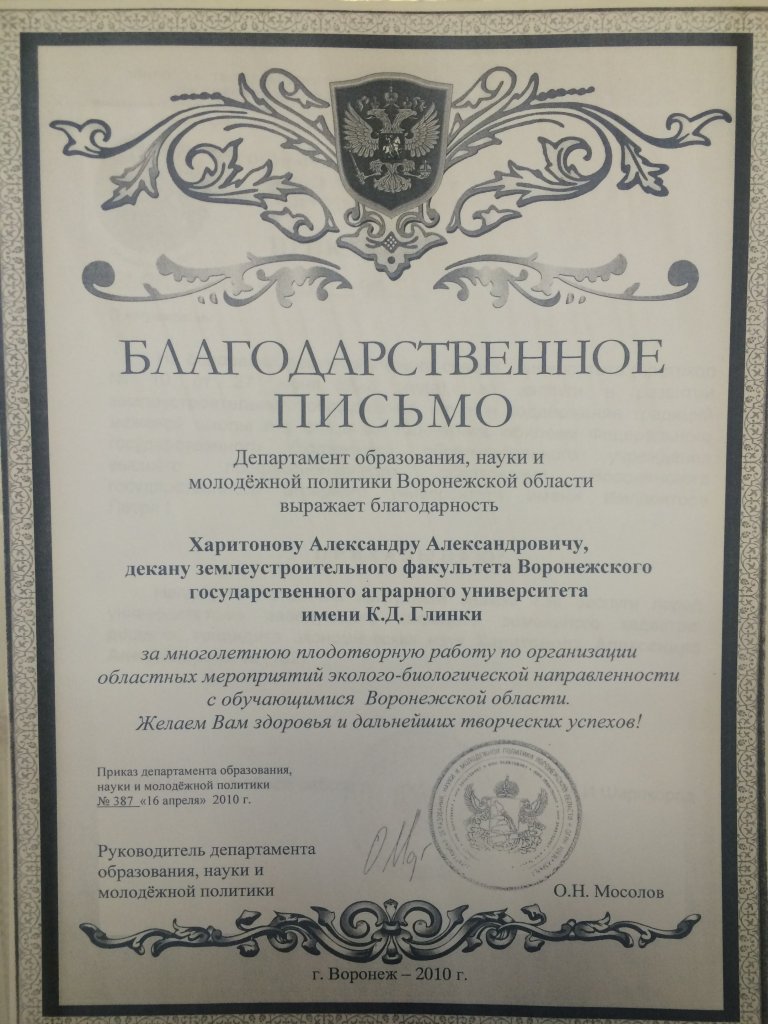 БЛАГОДАРСТВЕННОЕ
ПИСЬМО
Департамент образования, науки и
молодёжной политики Воронежской области
выражает благодарность
Харитонову Александру Александровичу,
декану землеустроительного факультета Воронежского
государственного аграрного университета
имени К.Д. Глинки
за многолетнюю плодотворную работу по организации
областных мероприятий эколого-биологической направленности
с обучающимися Воронежской области.
Желаем Вам здоровья и дальнейших творческих успехов!
Приказ департамента образования,
науки и молодёжной политики
№ 387 «16 апреля» 2010 г.
Руководитель департамента
образования, науки и
молодёжной политики
О.Н. Мосолов
г. Воронеж – 2010 г.